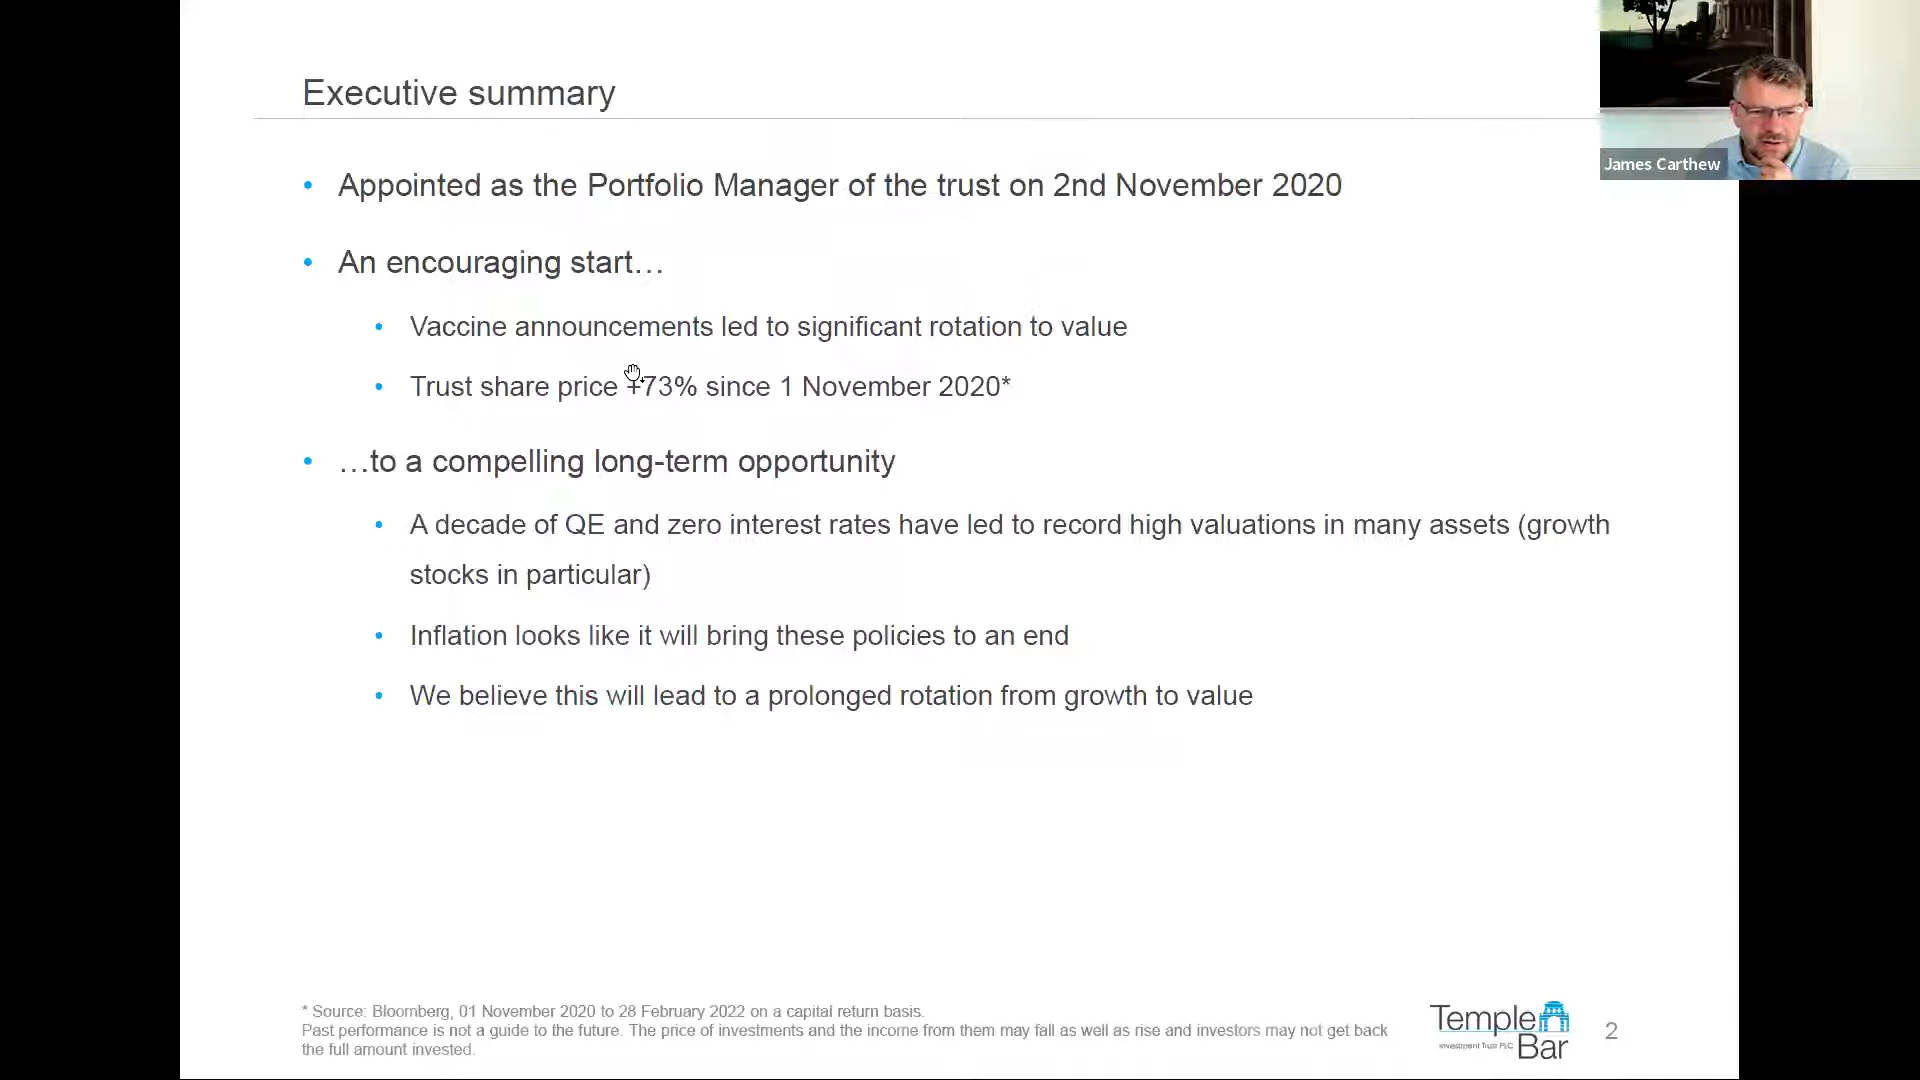 Executive summary
James Carthew
• Appointed as the Portfolio Manager of the trust on 2nd November 2020
• An encouraging start…
• Vaccine announcements led to significant rotation to value
• Trust share price +73% since 1 November 2020*
• …to a compelling long-term opportunity
• A decade of QE and zero interest rates have led to record high valuations in many assets (growth
stocks in particular)
• Inflation looks like it will bring these policies to an end
• We believe this will lead to a prolonged rotation from growth to value
* Source: Bloomberg, 01 November 2020 to 28 February 2022 on a capital return basis.
Past performance is not a guide to the future. The price of investments and the income from them may fall as well as rise and investors may not get back
the full amount invested.
Temple
Investment Trust PLC Bar
2